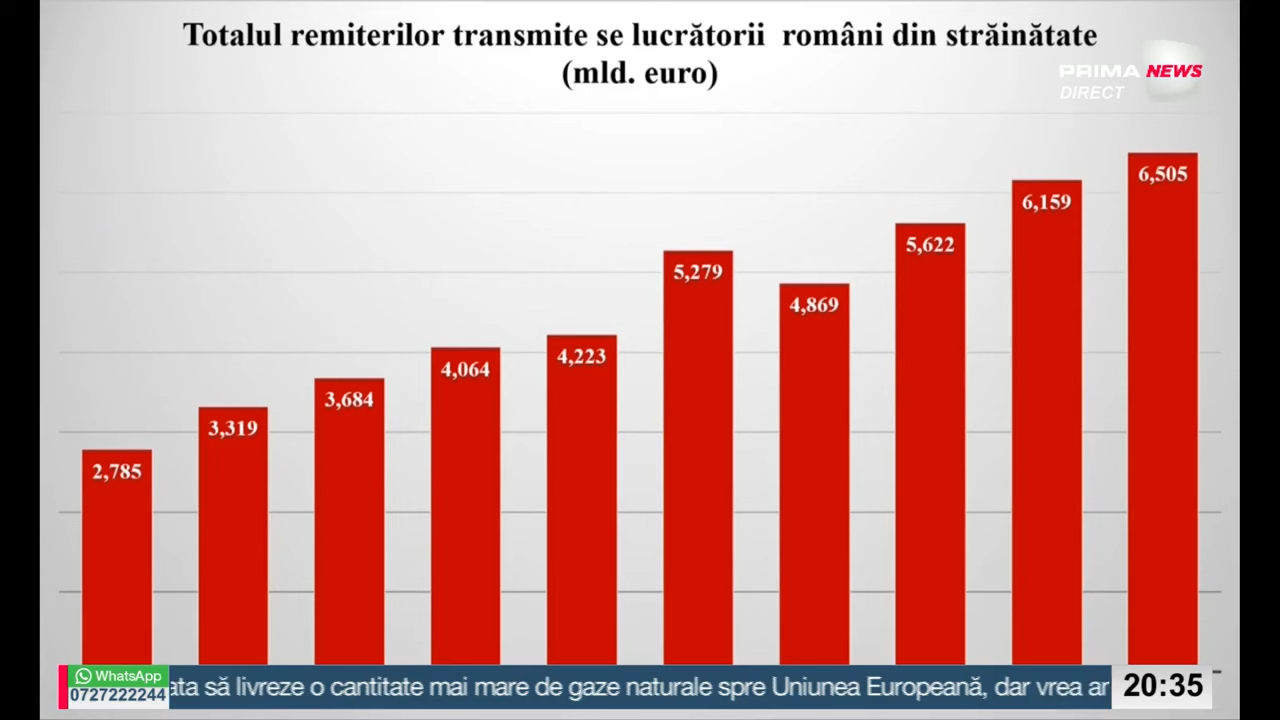 Totalul remiterilor transmite se lucrătorii români din străinătate
(mld. euro)
PRIMA NEWS
DIRECT
6,505
6,159
5,622
5,279
4,869
4,223
4,064
3,684
3,319
2,785
WhatsApp
0727222244
ata să livreze o cantitate mai mare de gaze naturale spre Uniunea Europeană, dar vrea ar
20:35